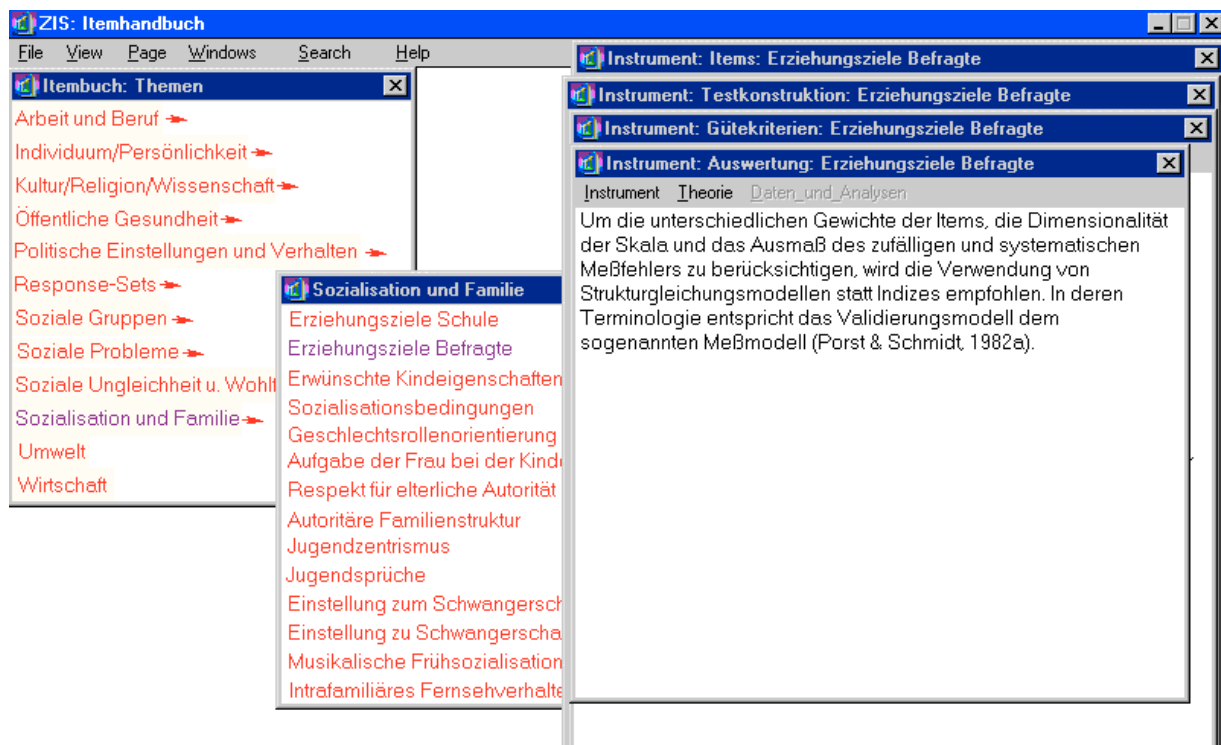 ZIS: Itemhandbuch
File View Page Windows Search Help
Itembuch: Themen
Arbeit und Beruf
Individuum/Persönlichkeit
Kultur/Religion/Wissenschaft
Öffentliche Gesundheit
Politische Einstellungen und Verhalten
Response-Sets
Soziale Gruppen
Soziale Probleme
Soziale Ungleichheit u. Wohlf
Sozialisation und Familie
Umwelt
Wirtschaft
Sozialisation und Familie
Erziehungsziele Schule
Erziehungsziele Befragte
Erwünschte Kindeigenschaften
Sozialisationsbedingungen
Geschlechtsrollenorientierung
Aufgabe der Frau bei der Kinde
Respekt für elterliche Autorität
Autoritäre Familienstruktur
Jugendzentrismus
Jugendsprüche
Einstellung zum Schwangersch
Einstellung zu Schwangerscha
Musikalische Frühsozialisation
Intrafamiliäres Fernsehverhalte
Instrument: Items: Erziehungsziele Befragte
Instrument: Testkonstruktion: Erziehungsziele Befragte
Instrument: Gütekriterien: Erziehungsziele Befragte
Instrument: Auswertung: Erziehungsziele Befragte
Instrument Theorie Daten_und_Analysen
Um die unterschiedlichen Gewichte der Items, die Dimensionalität
der Skala und das Ausmaß des zufälligen und systematischen
Meßfehlers zu berücksichtigen, wird die Verwendung von
Strukturgleichungsmodellen statt Indizes empfohlen. In deren
Terminologie entspricht das Validierungsmodell dem
sogenannten Meßmodell (Porst & Schmidt, 1982a).